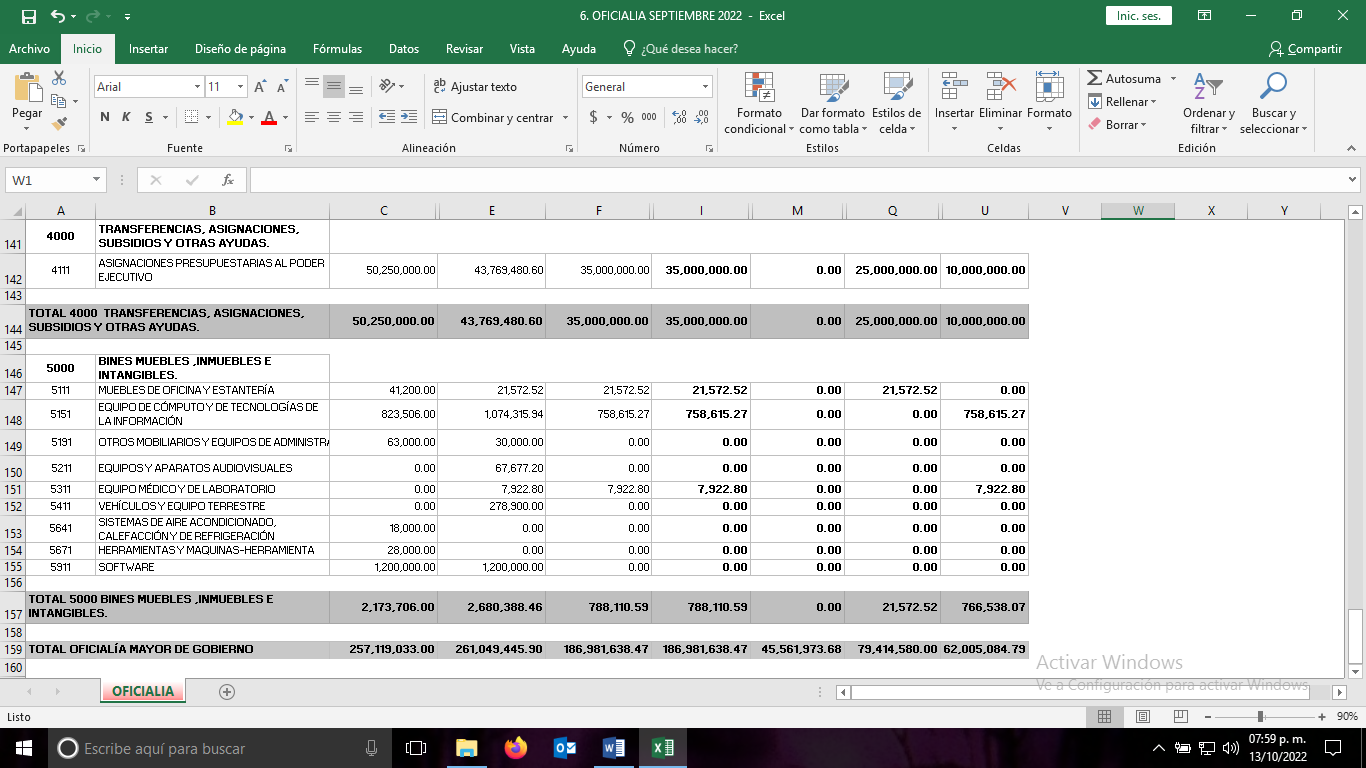 6. OFICIALIA SEPTIEMBRE 2022 - Excel
Inic. ses.
Archivo Inicio Insertar Diseño de página Fórmulas Datos Revisar Vista Ayuda ¿Qué desea hacer? Compartir
Pegar
Arial 11
N K S
Ajustar texto
Combinar y centrar
General
$ % 000
Formato condicional
Dar formato como tabla
Estilos de celda
Insertar Eliminar Formato
Autosuma
Rellenar
Borrar
Ordenar y filtrar
Buscar y seleccionar
Portapapeles Fuente Alineación Número Estilos Celdas Edición
W1 fx
A B C E F I M Q U V W X Y
141 4000 TRANSFERENCIAS, ASIGNACIONES,
SUBSIDIOS Y OTRAS AYUDAS.
142 4111 ASIGNACIONES PRESUPUESTARIAS AL PODER
EJECUTIVO 50,250,000.00 43,769,480.60 35,000,000.00 35,000,000.00 0.00 25,000,000.00 10,000,000.00
143
144 TOTAL 4000 TRANSFERENCIAS, ASIGNACIONES,
SUBSIDIOS Y OTRAS AYUDAS. 50,250,000.00 43,769,480.60 35,000,000.00 35,000,000.00 0.00 25,000,000.00 10,000,000.00
145
146 5000 BINES MUEBLES ,INMUEBLES E
INTANGIBLES.
147 5111 MUEBLES DE OFICINA Y ESTANTERÍA 41,200.00 21,572.52 21,572.52 21,572.52 0.00 21,572.52 0.00
148 5151 EQUIPO DE CÓMPUTO Y DE TECNOLOGÍAS DE
LA INFORMACIÓN 823,506.00 1,074,315.94 758,615.27 758,615.27 0.00 0.00 758,615.27
149 5191 OTROS MOBILIARIOS Y EQUIPOS DE ADMINISTRA 63,000.00 30,000.00 0.00 0.00 0.00 0.00 0.00
150 5211 EQUIPOS Y APARATOS AUDIOVISUALES 0.00 67,677.20 0.00 0.00 0.00 0.00 0.00
151 5311 EQUIPO MÉDICO Y DE LABORATORIO 0.00 7,922.80 7,922.80 7,922.80 0.00 0.00 7,922.80
152 5411 VEHÍCULOS Y EQUIPO TERRESTRE 0.00 278,900.00 0.00 0.00 0.00 0.00 0.00
153 5641 SISTEMAS DE AIRE ACONDICIONADO,
CALEFACCIÓN Y DE REFRIGERACIÓN 18,000.00 0.00 0.00 0.00 0.00 0.00 0.00
154 5671 HERRAMIENTAS Y MAQUINAS-HERRAMIENTA 28,000.00 0.00 0.00 0.00 0.00 0.00 0.00
155 5911 SOFTWARE 1,200,000.00 1,200,000.00 0.00 0.00 0.00 0.00 0.00
156
157 TOTAL 5000 BINES MUEBLES ,INMUEBLES E
INTANGIBLES. 2,173,706.00 2,680,388.46 788,110.59 788,110.59 0.00 21,572.52 766,538.07
158
159 TOTAL OFICIALÍA MAYOR DE GOBIERNO 257,119,033.00 261,049,445.90 186,981,638.47 186,981,638.47 45,561,973.68 79,414,580.00 62,005,084.79
160
Activar Windows
Ve a Configuración para activar Windows.
OFICIALIA
Listo 90%
Escribe aquí para buscar
07:59 p. m.
13/10/2022